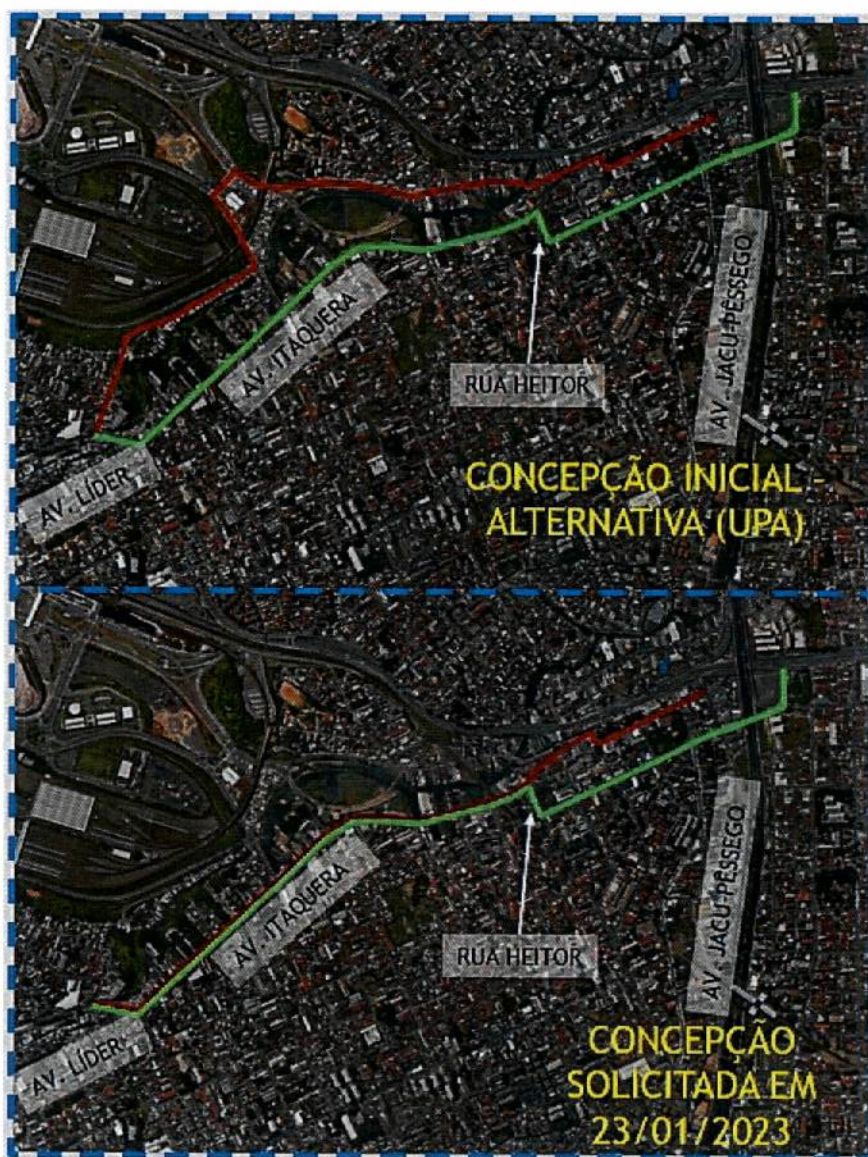 AV. ITAQUERA
RUA HEITOR
AV. JACU-PÊSSEGO
AV. LÍDER
CONCEPÇÃO INICIAL -
ALTERNATIVA (UPA)
AV. ITAQUERA
RUA HEITOR
AV. JACU-PÊSSEGO
AV. LÍDER
CONCEPÇÃO
SOLICITADA EM
23/01/2023